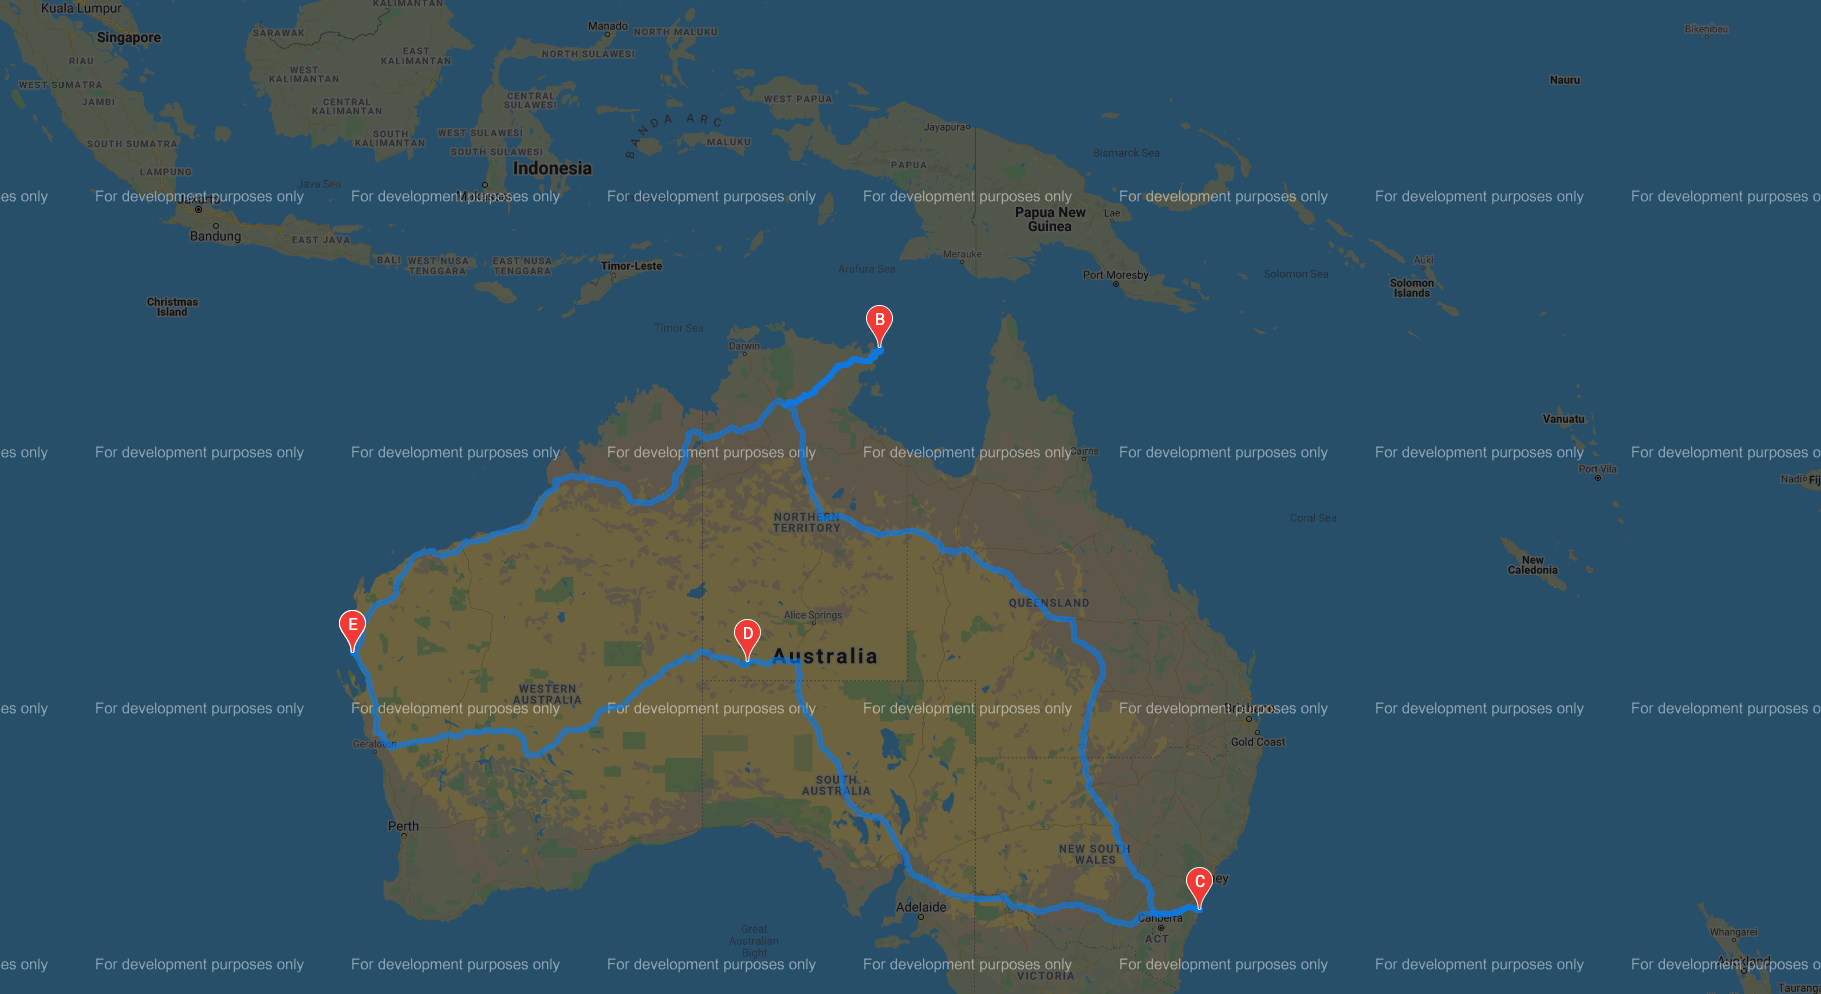 KALIMANTAN
Kuala Lumpur
Singapore
SARAWAK
Manado
NORTH MALUKU
Bikenibeu
RIAU
EAST
KALIMANTAN
NORTH SULAWESI
WEST
KALIMANTAN
WEST SUMATRA
Nauru
JAMBI
CENTRAL
KALIMANTAN
CENTRAL
SULAWESI
WEST PAPUA
BANDA ARC
Jayapura
SOUTH SUMATRA
SOUTH
KALIMANTAN
WEST SULAWESI
SOUTH SULAWESI
MALUKU
Bismarck Sea
LAMPUNG
Indonesia
PAPUA
Java Sea
ses only
For development purposes only
For development purposes only
For development purposes only
For development purposes only
For development purposes only
For development purposes only
For development purposes o
Bandung
EAST JAVA
Papua New
Guinea
Lae
BALI
WEST NUSA
TENGGARA
EAST NUSA
TENGGARA
Timor-Leste
Arafura Sea
Merauke
Port Moresby
Solomon Sea
Auki
Solomon
Islands
Christmas
Island
Timor Sea
B
Darwin
Vanuatu
ses only
For development purposes only
For development purposes only
For development purposes only
For development purposes only
For development purposes only
For development purposes only
For development purposes o
Cairns
Port Vila
Nadi
Fij
NORTHERN
TERRITORY
Coral Sea
New
Caledonia
QUEENSLAND
Alice Springs
E
D
Australia
WESTERN
AUSTRALIA
ses only
For development purposes only
For development purposes only
For development purposes only
For development purposes only
For development purposes only
For development purposes only
For development purposes o
Brisbane
Geraldton
Gold Coast
SOUTH
AUSTRALIA
Perth
NEW SOUTH
WALES
C
ney
Adelaide
Canberra
ACT
Great
Australian
Bight
Whangarei
ses only
For development purposes only
For development purposes only
For development purposes only
For development purposes only
For development purposes only
For development purposes only
For development purposes o
Auckland
VICTORIA
Tauranga